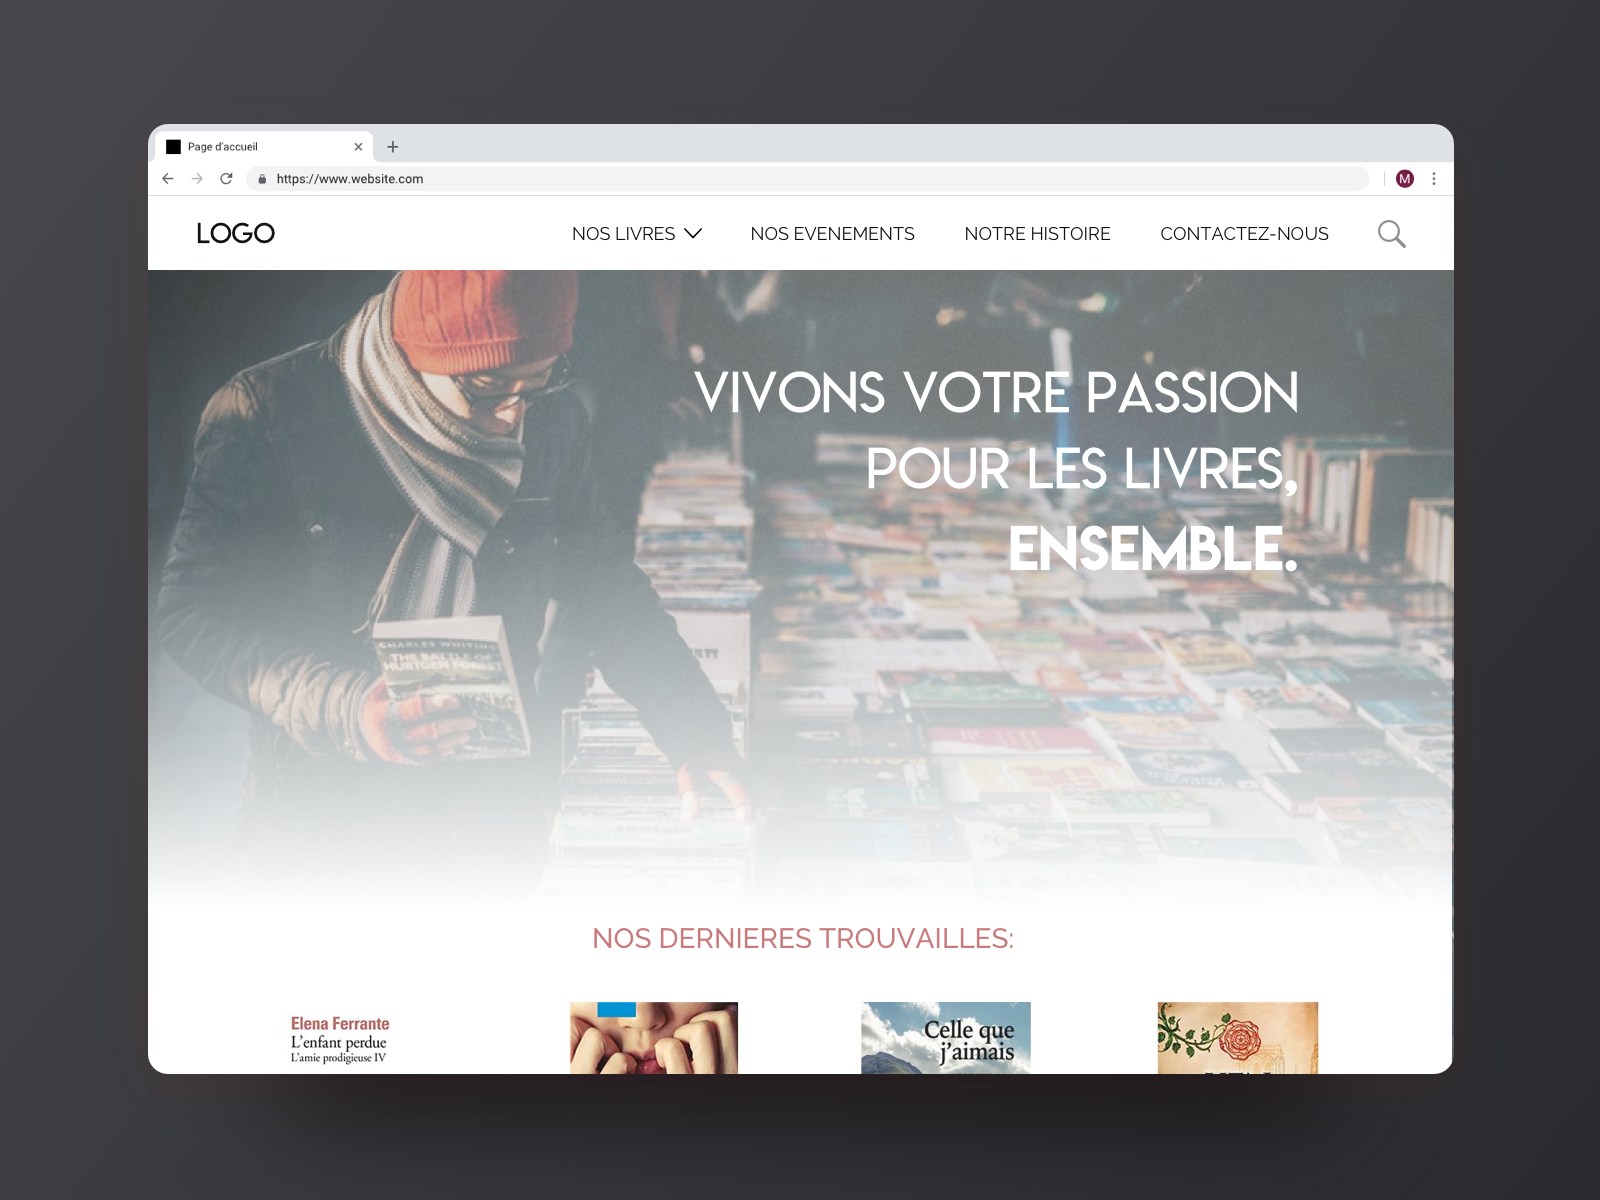 Page d'accueil
https://www.website.com
M
LOGO
NOS LIVRES
NOS EVENEMENTS
NOTRE HISTOIRE
CONTACTEZ-NOUS
VIVONS VOTRE PASSION
POUR LES LIVRES,
ENSEMBLE.
CHARLES WHITING
THE BATTLE OF
HURTGEN FOREST
NOS DERNIERES TROUVAILLES:
Elena Ferrante
L'enfant perdue
L'amie prodigieuse IV
Celle que
j'aimais